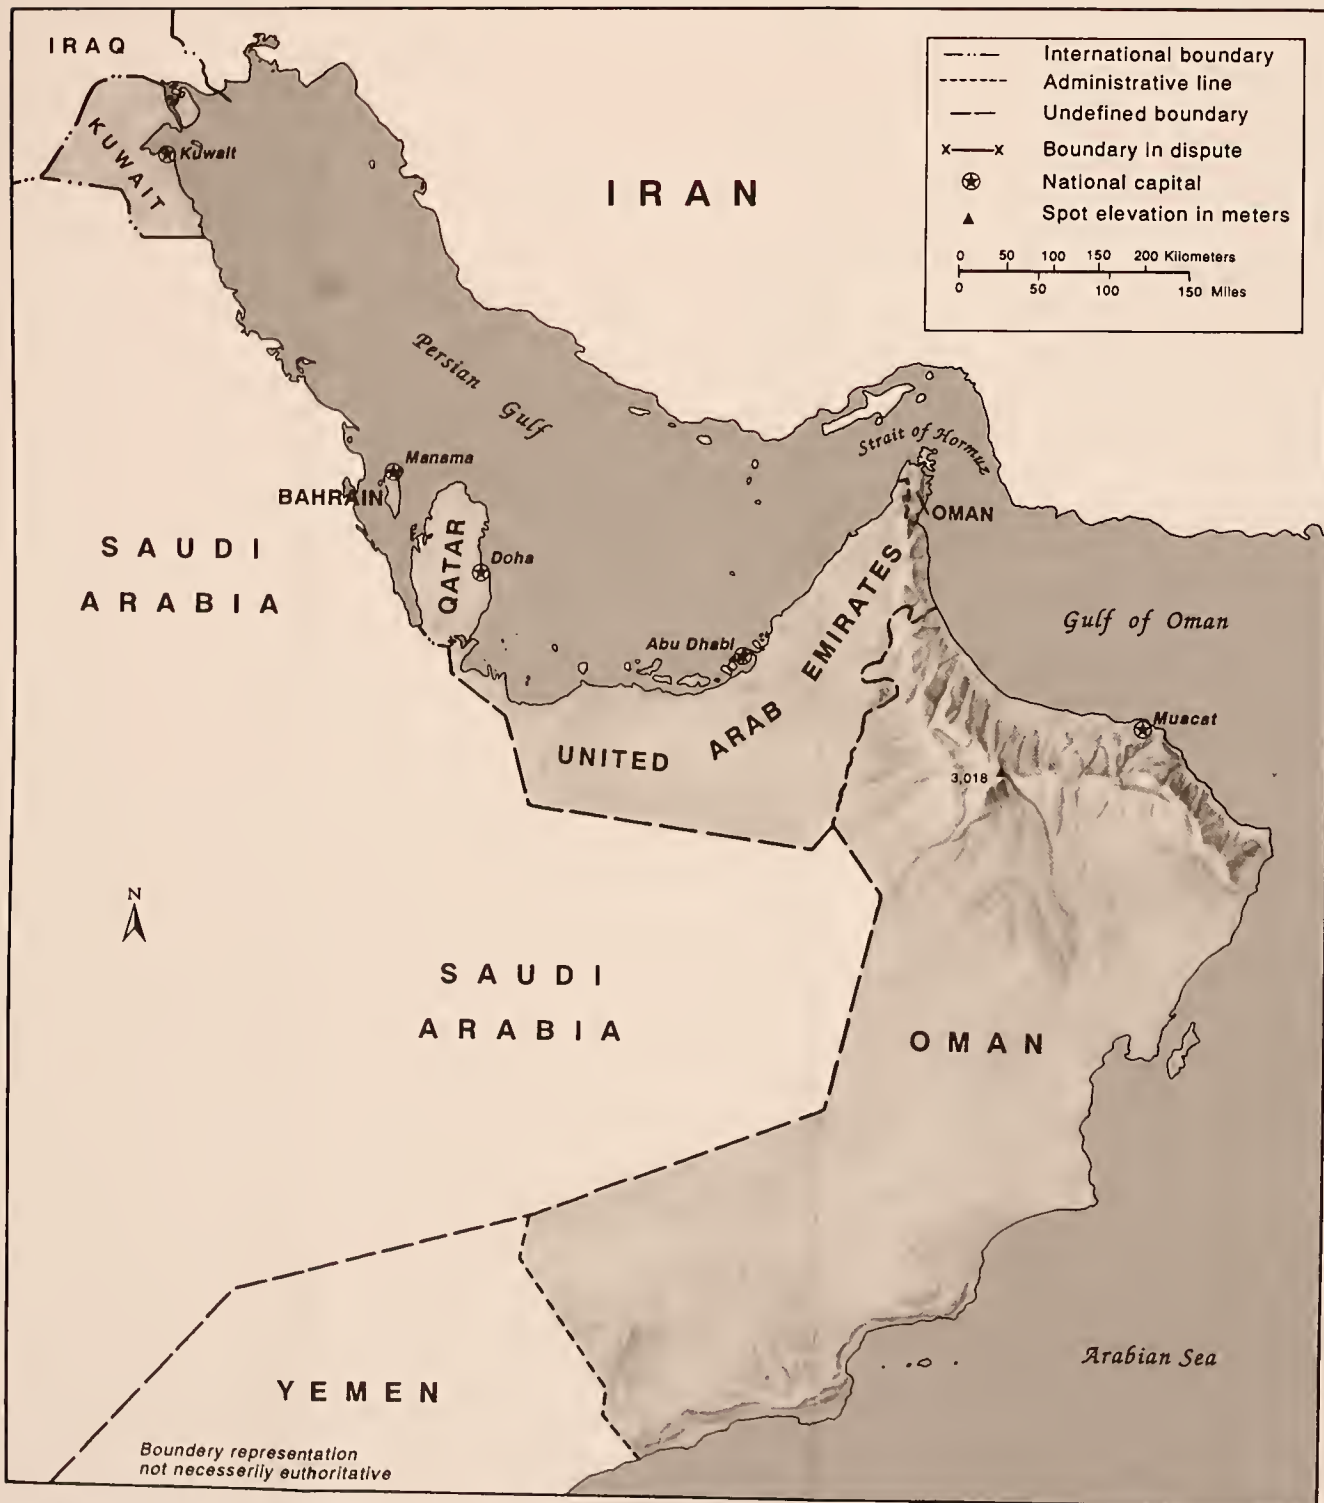 IRAQ
KUWAIT
Kuwait
IRAN
International boundary
Administrative line
Undefined boundary
x x Boundary in dispute
National capital
Spot elevation in meters
0 50 100 150 200 Kilometers
0 50 100 150 Miles
Persian
Gulf
Strait of Hormuz
Manama
BAHRAIN
OMAN
SAUDI
ARABIA
QATAR
Doha
Gulf of Oman
Abu Dhabi
UNITED ARAB EMIRATES
Muscat
3,018
N
SAUDI
ARABIA
OMAN
Arabian Sea
YEMEN
Boundary representation
not necessarily authoritative